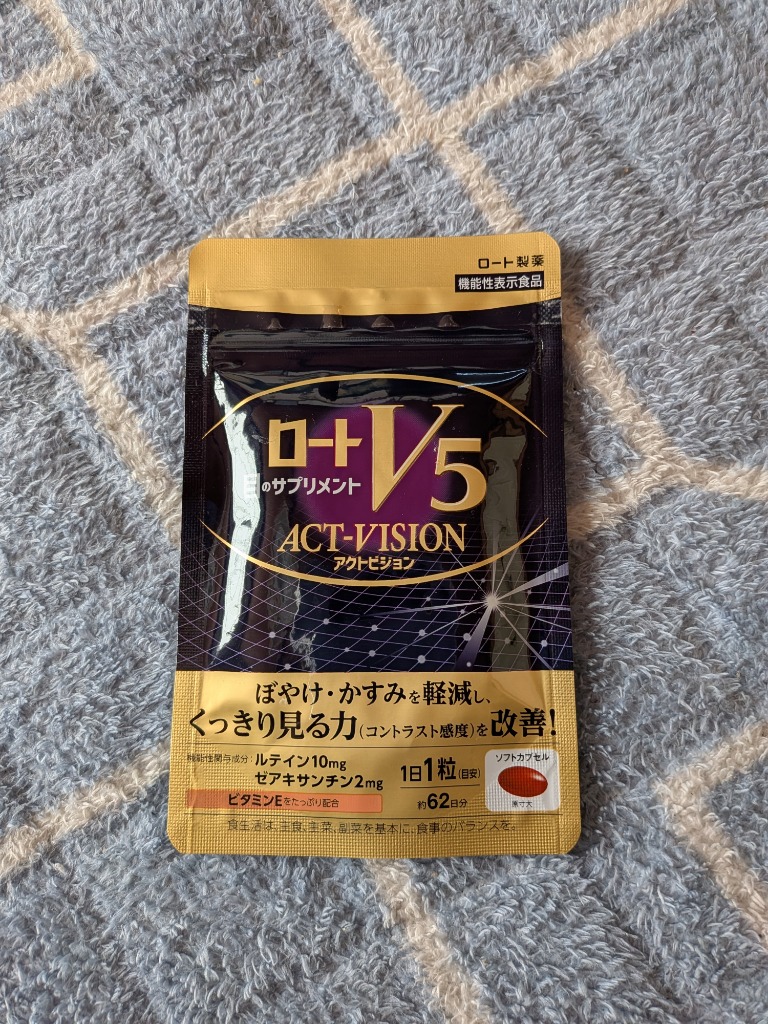 ロート製薬
機能性表示食品
ロートV5
目のサプリメント
ACT-VISION
アクトビジョン
ぼやけ・かすみを軽減し、
くっきり見る力(コントラスト感度)を改善!
機能性関与成分:ルテイン10mg
ゼアキサンチン2mg
ビタミンEをたっぷり配合
1日1粒(目安)
約62日分
ソフトカプセル
原寸大
食生活は、主食、主菜、副菜を基本に、食事のバランスを。